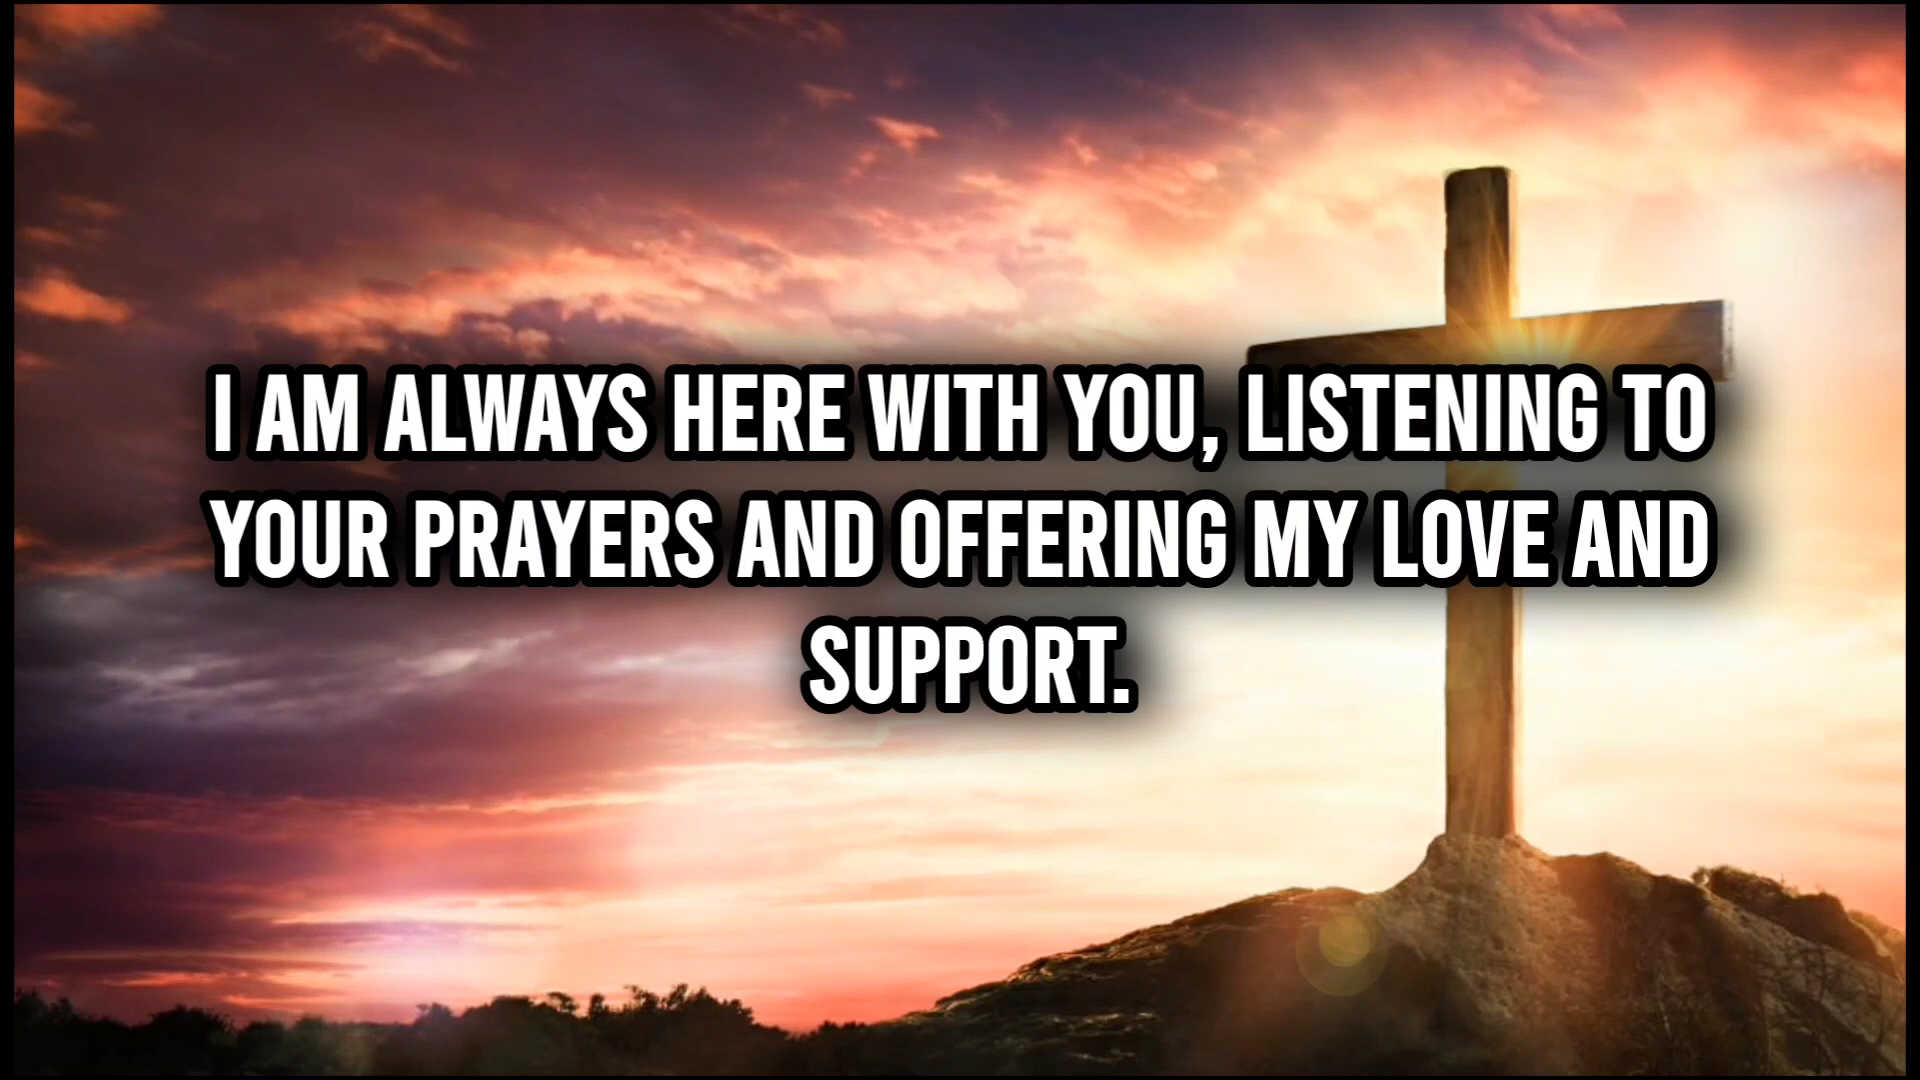 I AM ALWAYS HERE WITH YOU, LISTENING TO
YOUR PRAYERS AND OFFERING MY LOVE AND
SUPPORT.